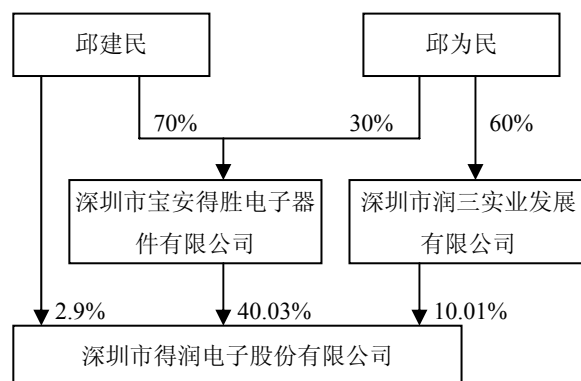 邱建民
邱为民
70%
30%
60%
深圳市宝安得胜电子器
件有限公司
深圳市润三实业发展
有限公司
2.9%
40.03%
10.01%
深圳市得润电子股份有限公司